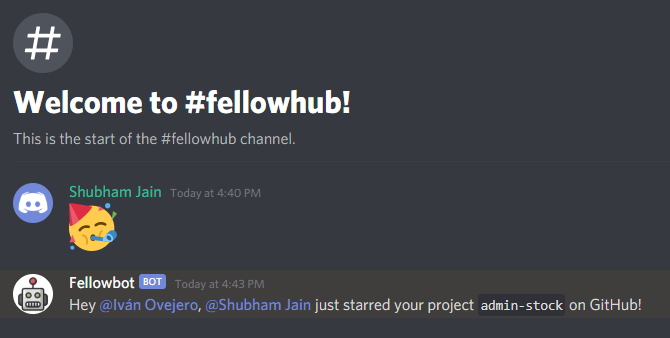 #
Welcome to #fellowhub!
This is the start of the #fellowhub channel.
Shubham Jain Today at 4:40 PM
Fellowbot BOT Today at 4:43 PM
Hey @Iván Ovejero, @Shubham Jain just starred your project admin-stock on GitHub!